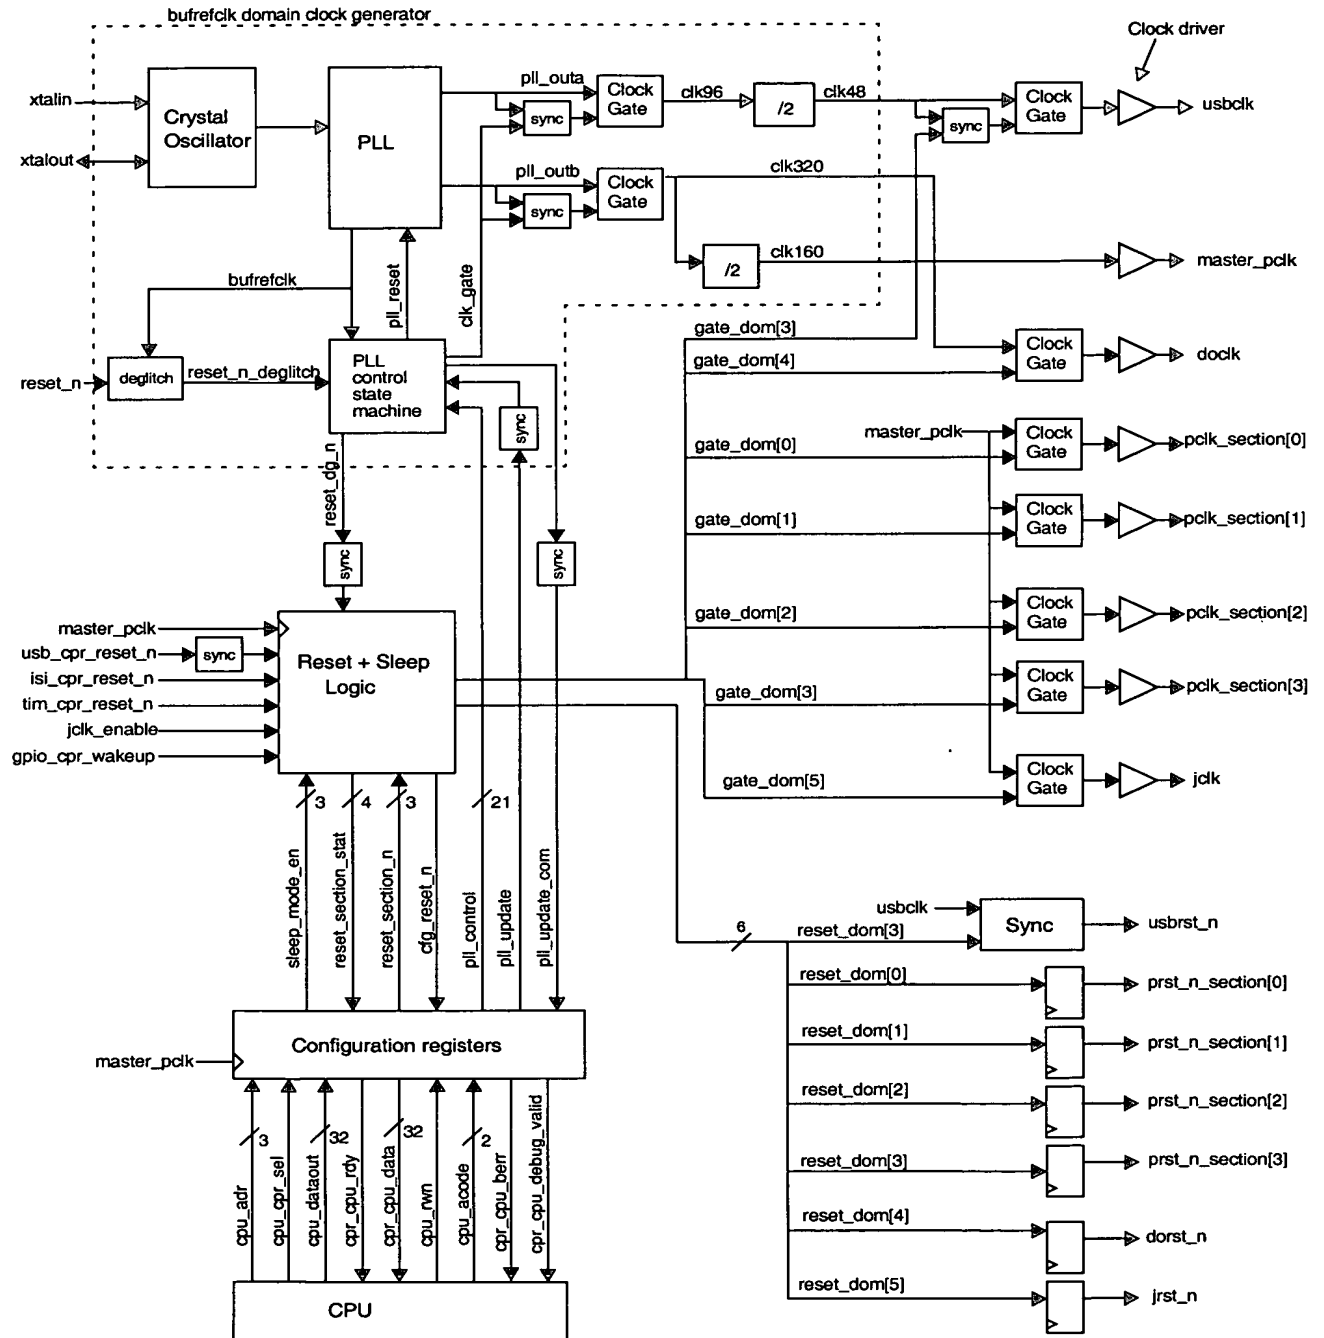 bufrefclk domain clock generator
Clock driver
xtalin
Crystal
Oscillator
xtalout
PLL
pll_outa
sync
Clock
Gate
clk96
/2
clk48
sync
Clock
Gate
usbclk
pll_outb
sync
Clock
Gate
clk320
/2
clk160
master_pclk
bufrefclk
pll_reset
clk_gate
reset_n
deglitch
reset_n_deglitch
PLL
control
state
machine
sync
gate_dom[3]
gate_dom[4]
Clock
Gate
doclk
master_pclk
gate_dom[0]
Clock
Gate
pclk_section[0]
reset_dg_n
gate_dom[1]
Clock
Gate
pclk_section[1]
sync
sync
gate_dom[2]
Clock
Gate
pclk_section[2]
master_pclk
usb_cpr_reset_n
sync
isi_cpr_reset_n
tim_cpr_reset_n
jclk_enable
gpio_cpr_wakeup
Reset + Sleep
Logic
gate_dom[3]
Clock
Gate
pclk_section[3]
gate_dom[5]
Clock
Gate
jclk
3
4
3
21
sleep_mode_en
reset_section_stat
reset_section_n
cfg_reset_n
pll_control
pll_update
pll_update_com
6
usbclk
reset_dom[3]
Sync
usbrst_n
reset_dom[0]
prst_n_section[0]
reset_dom[1]
prst_n_section[1]
reset_dom[2]
prst_n_section[2]
reset_dom[3]
prst_n_section[3]
reset_dom[4]
dorst_n
reset_dom[5]
jrst_n
master_pclk
Configuration registers
3
32
32
2
cpu_adr
cpu_cpr_sel
cpu_dataout
cpr_cpu_rdy
cpr_cpu_data
cpu_rwn
cpu_acode
cpr_cpu_berr
cpr_cpu_debug_valid
CPU